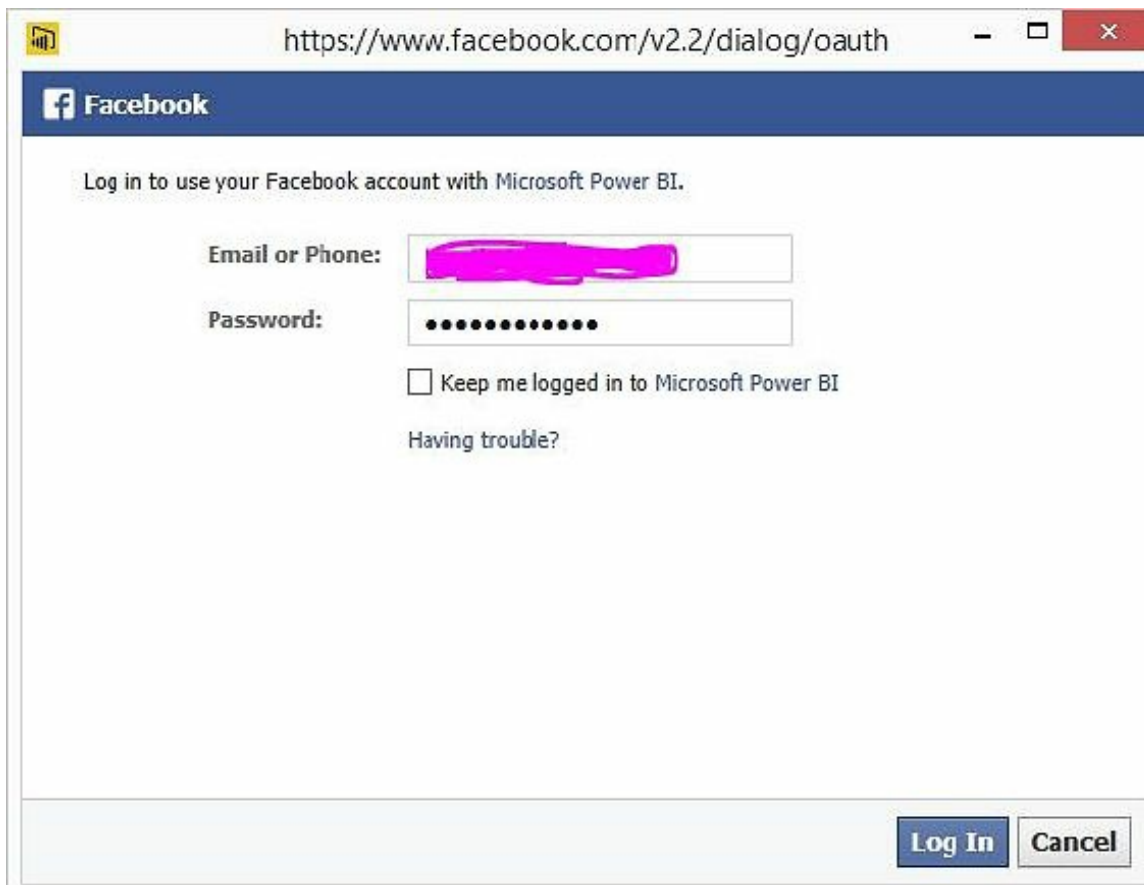 https://www.facebook.com/v2.2/dialog/oauth
Facebook
Log in to use your Facebook account with Microsoft Power BI.
Email or Phone:
Password:
Keep me logged in to Microsoft Power BI
Having trouble?
Log In Cancel